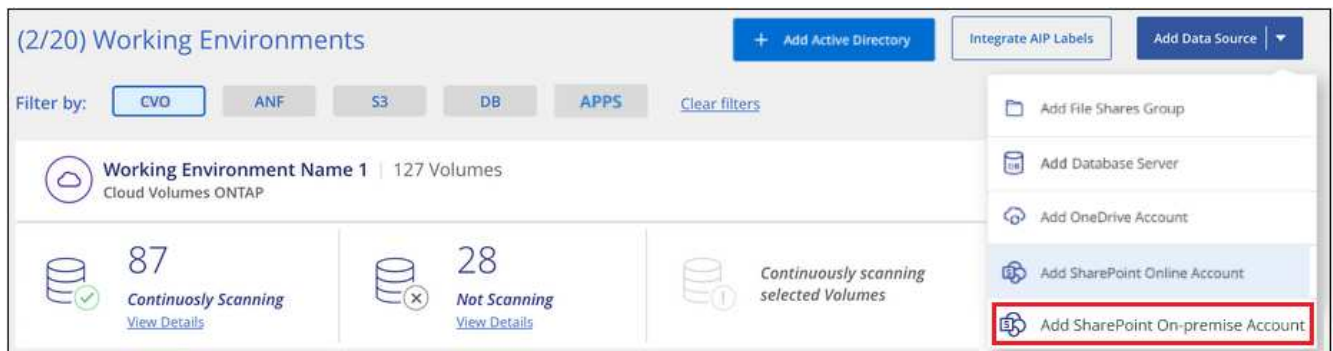 (2/20) Working Environments
+ Add Active Directory
Integrate AIP Labels
Add Data Source
Filter by:
CVO
ANF
S3
DB
APPS
Clear filters
Add File Shares Group
Add Database Server
Add OneDrive Account
Add SharePoint Online Account
Add SharePoint On-premise Account
Working Environment Name 1 | 127 Volumes
Cloud Volumes ONTAP
87
Continuosly Scanning
View Details
28
Not Scanning
View Details
Continuously scanning
selected Volumes